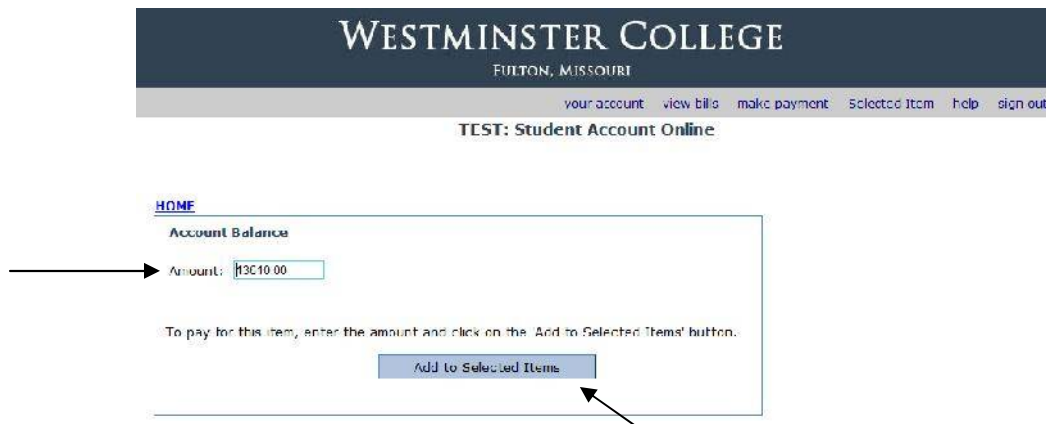 WESTMINSTER COLLEGE
FULTON, MISSOURI
your account view bills make payment Selected Item help sign out
TEST: Student Account Online
HOME
Account Balance
Amount:
To pay for this item, enter the amount and click on the 'Add to Selected Items' button.
Add to Selected Items